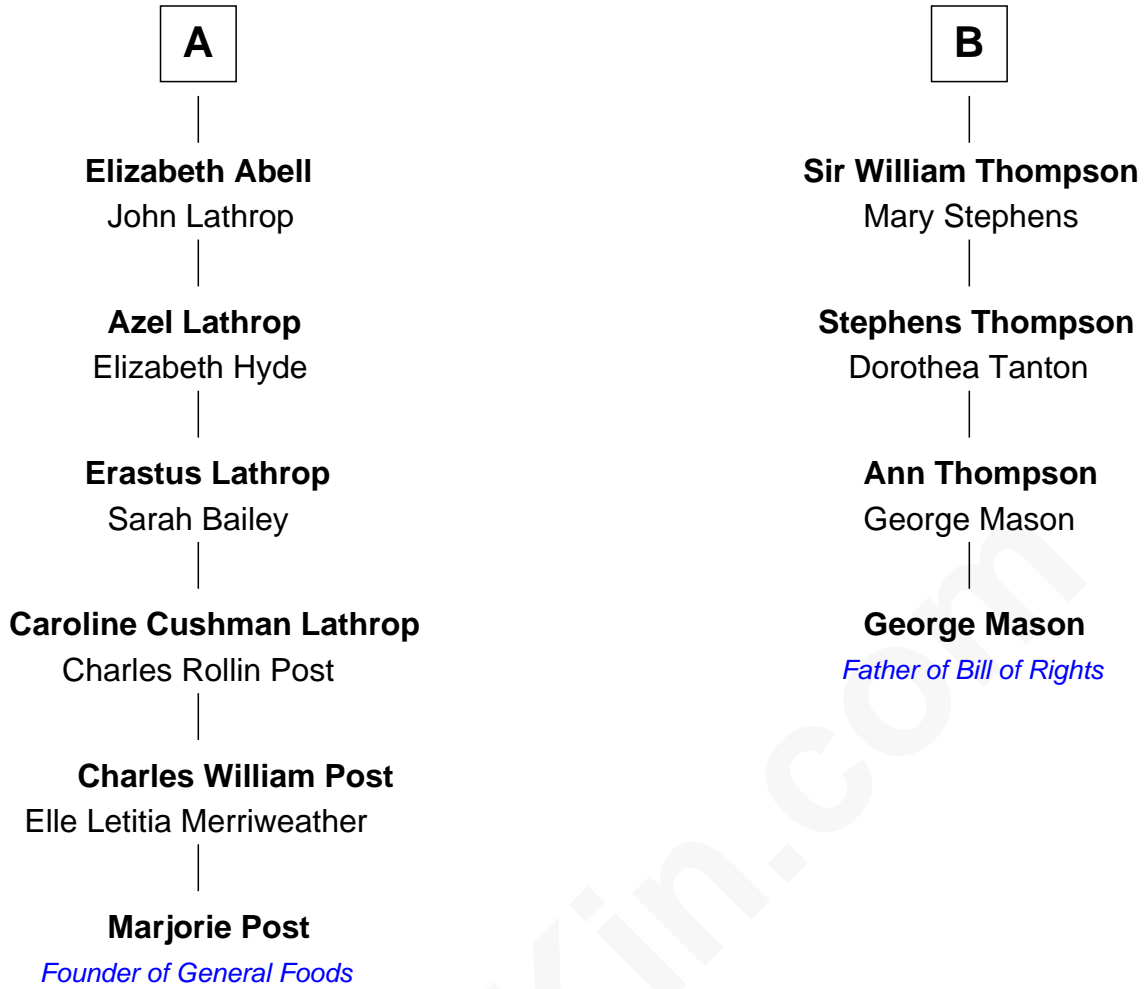 A
Elizabeth Abell
John Lathrop
Azel Lathrop
Elizabeth Hyde
Erastus Lathrop
Sarah Bailey
Caroline Cushman Lathrop
Charles Rollin Post
Charles William Post
Elle Letitia Merriweather
Marjorie Post
Founder of General Foods
B
Sir William Thompson
Mary Stephens
Stephens Thompson
Dorothea Tanton
Ann Thompson
George Mason
George Mason
Father of Bill of Rights
Kin.com